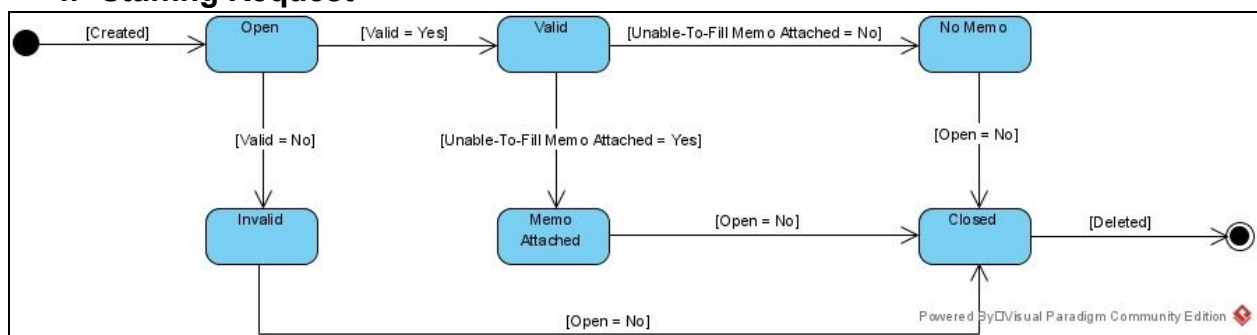 Staffing Request
[Created]
Open
[Valid = Yes]
Valid
[Unable-To-Fill Memo Attached = No]
No Memo
[Valid = No]
[Unable-To-Fill Memo Attached = Yes]
[Open = No]
Invalid
Memo
Attached
[Open = No]
Closed
[Deleted]
[Open = No]
Powered By□Visual Paradigm Community Edition